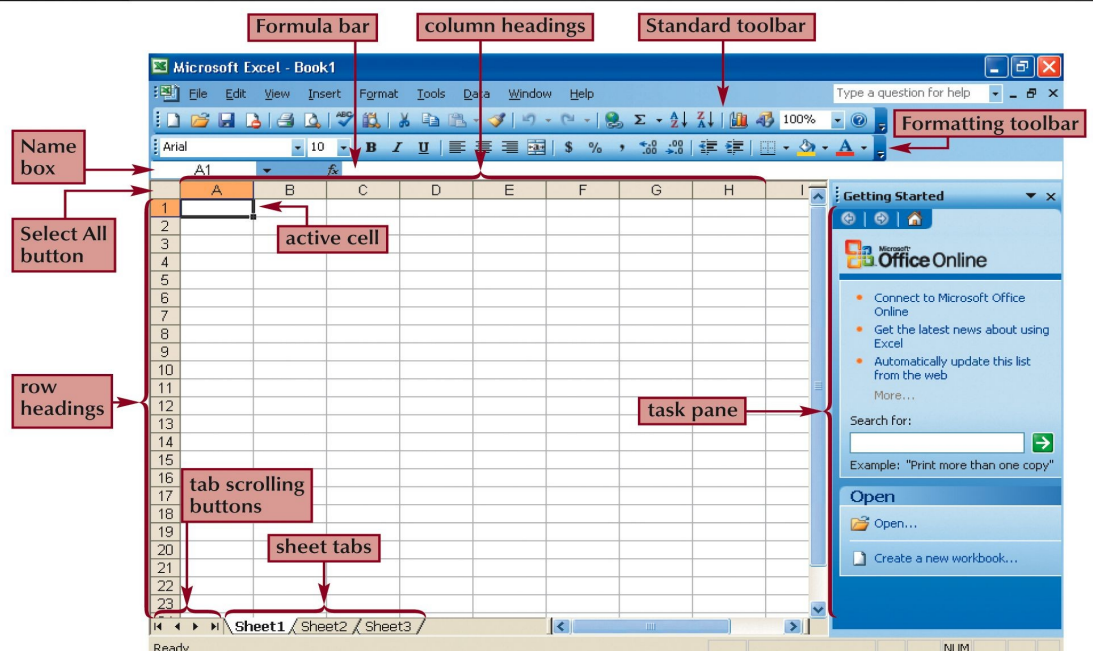 Formula bar
column headings
Standard toolbar
Microsoft Excel - Book1
File Edit View Insert Format Tools Data Window Help
Type a question for help
100%
Formatting toolbar
Arial
10
B I U
$ % ,
Name
box
A1
fx
A B C D E F G H I
Select All
button
active cell
1
2
3
4
5
6
7
8
9
10
11
12
13
14
15
16
17
18
19
20
21
22
23
Getting Started
Microsoft
Office Online
Connect to Microsoft Office
Online
Get the latest news about using
Excel
Automatically update this list
from the web
More...
Search for:
Example: "Print more than one copy"
Open
Open...
Create a new workbook...
row
headings
task pane
tab scrolling
buttons
sheet tabs
Sheet1 Sheet2 Sheet3
Ready
NUM